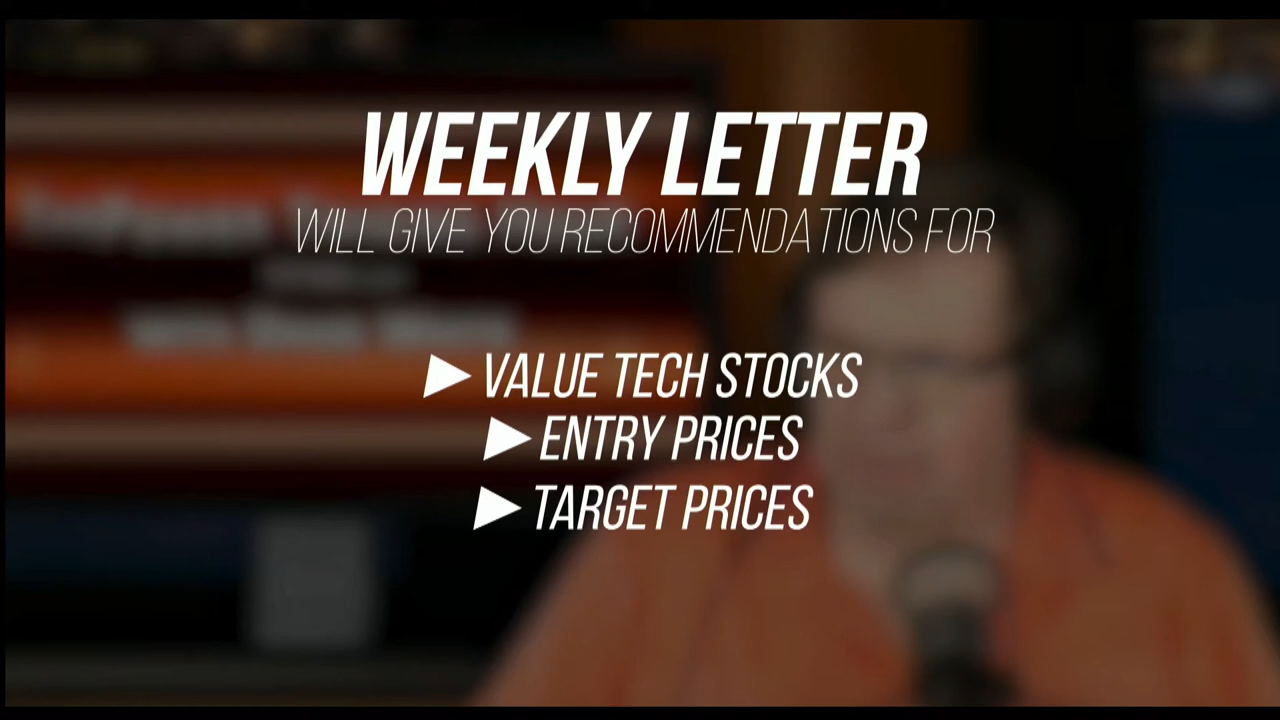 WEEKLY LETTER
WILL GIVE YOU RECOMMENDATIONS FOR
▶ VALUE TECH STOCKS
▶ ENTRY PRICES
▶ TARGET PRICES